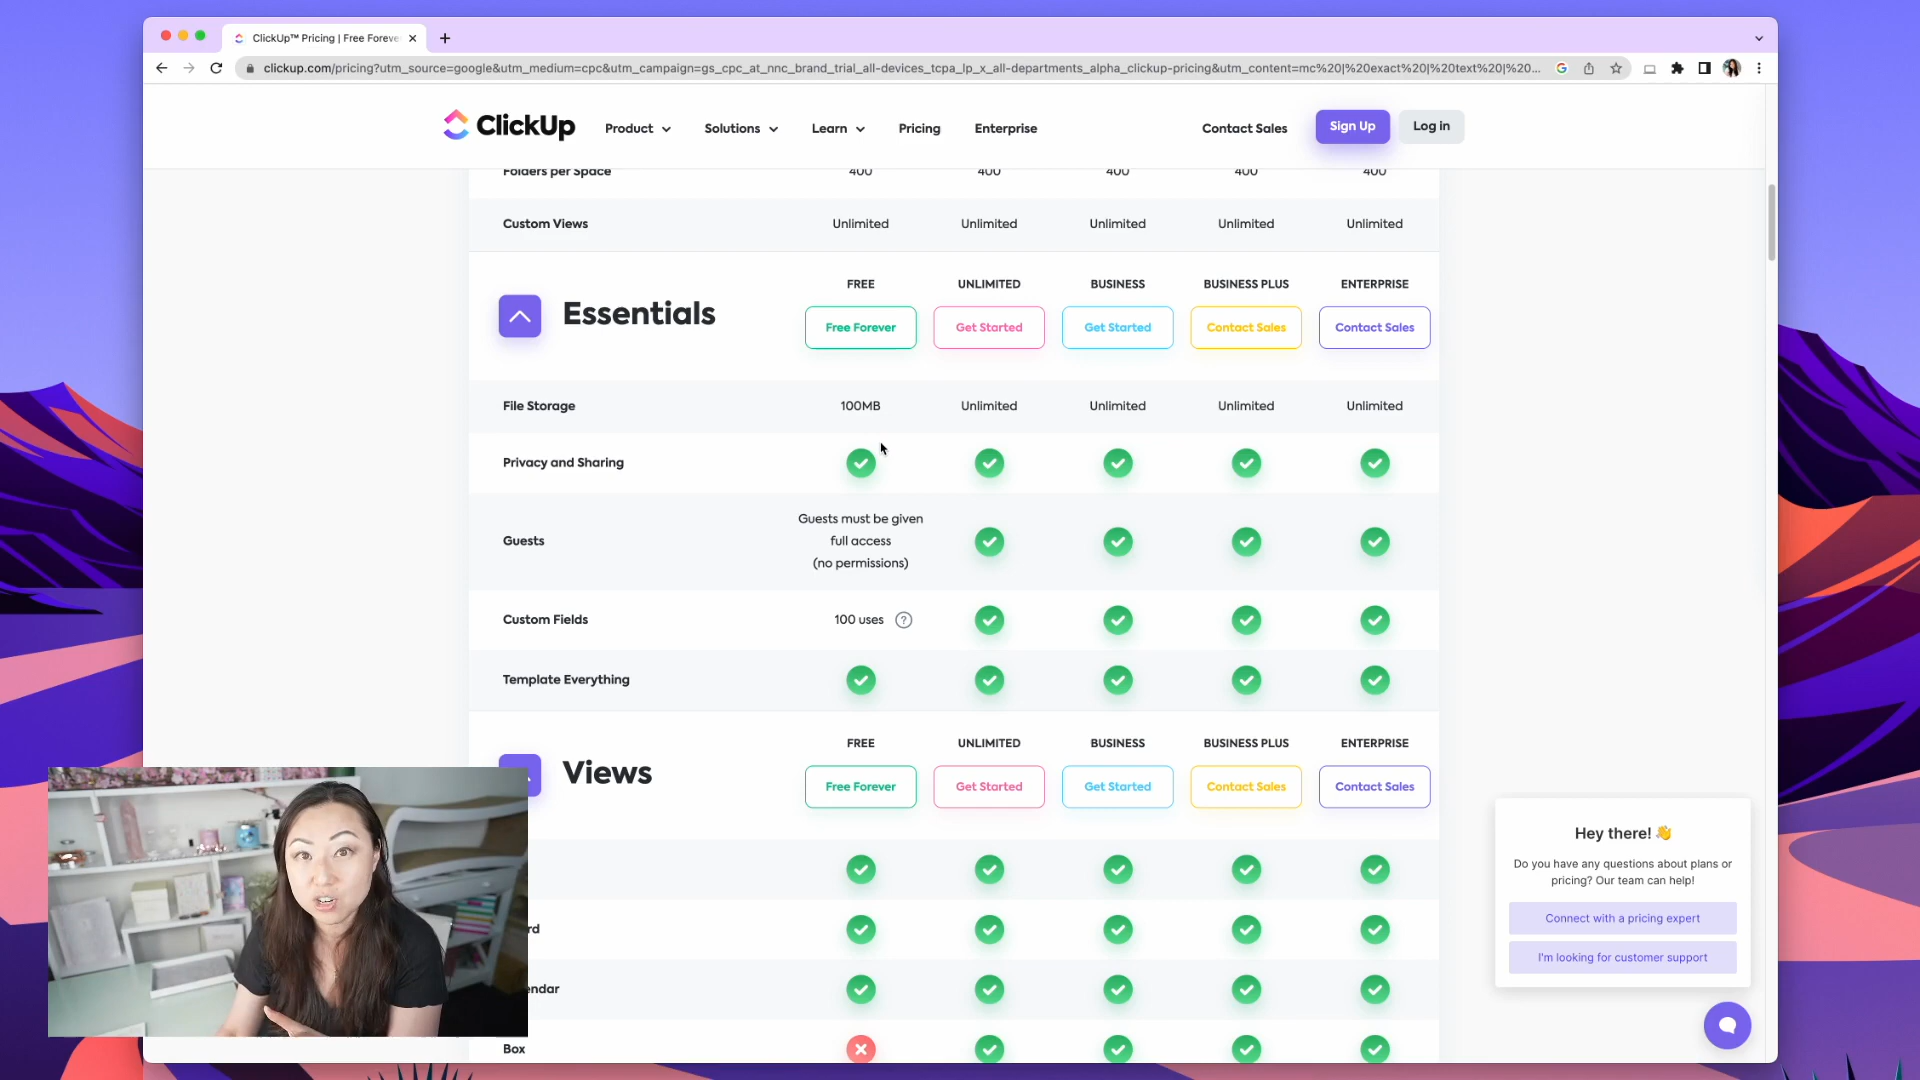 ClickUp™ Pricing | Free Foreve
clickup.com/pricing?utm_source=google&utm_medium=cpc&utm_campaign=gs_cpc_at_nnc_brand_trial_all-devices_tcpa_lp_x_all-departments_alpha_clickup-pricing&utm_content=mc%20|%20exact%20|%20text%20|%20...
ClickUp Product Solutions Learn Pricing Enterprise Contact Sales Sign Up Log in
Folders per Space 400 400 400 400 400
Custom Views Unlimited Unlimited Unlimited Unlimited Unlimited
FREE UNLIMITED BUSINESS BUSINESS PLUS ENTERPRISE
Essentials
Free Forever Get Started Get Started Contact Sales Contact Sales
File Storage 100MB Unlimited Unlimited Unlimited Unlimited
Privacy and Sharing
Guests must be given
Guests full access
(no permissions)
Custom Fields 100 uses ?
Template Everything
FREE UNLIMITED BUSINESS BUSINESS PLUS ENTERPRISE
Views
Free Forever Get Started Get Started Contact Sales Contact Sales
rd
endar
Box
Hey there! 👋
Do you have any questions about plans or
pricing? Our team can help!
Connect with a pricing expert
I'm looking for customer support